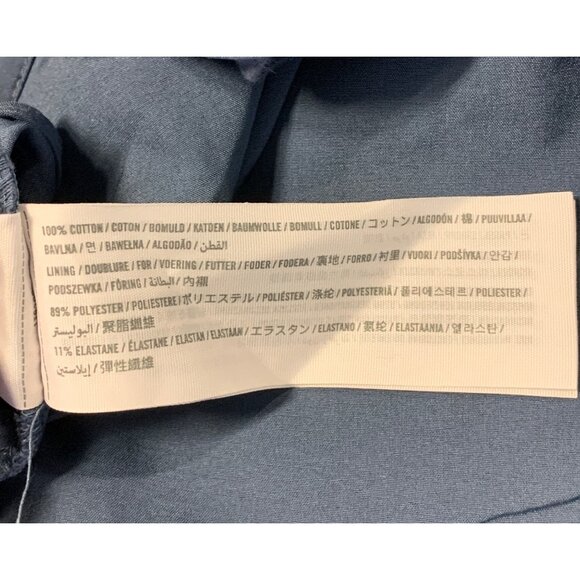 100% COTTON / COTON / BOMULD / KATOEN / BAUMWOLLE / BOMULL / COTONE / コットン / ALGODÓN / 棉 / PUUVILLAA /
BAVLNA / 면 / BAWEŁNA / ALGODÃO / القطن
LINING / DOUBLURE / FØR / VOERING / FUTTER / FODER / FODERA / 裏地 / FORRO / 衬里 / VUORI / PODŠÍVKA / 안감 /
PODSZEWKA / FÔRING / البطانة / 內襯
89% POLYESTER / POLIESTERE / ポリエステル / POLIÉSTER / 涤纶 / POLYESTERIÄ / 폴리에스테르 / POLIESTER /
البوليستر / 聚脂纖維
11% ELASTANE / ÉLASTANE / ELASTAN / ELASTAAN / エラスタン / ELASTANO / 氨纶 / ELASTAANIA / 엘라스탄 /
إيلاستين / 彈性纖維